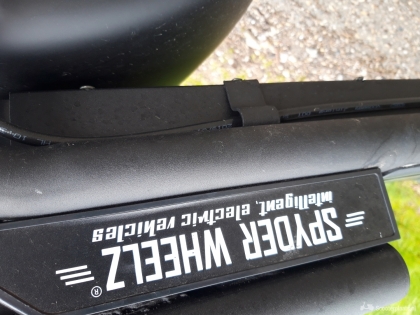 SPYDER WHEELZ®
intelligent, electric vehicles